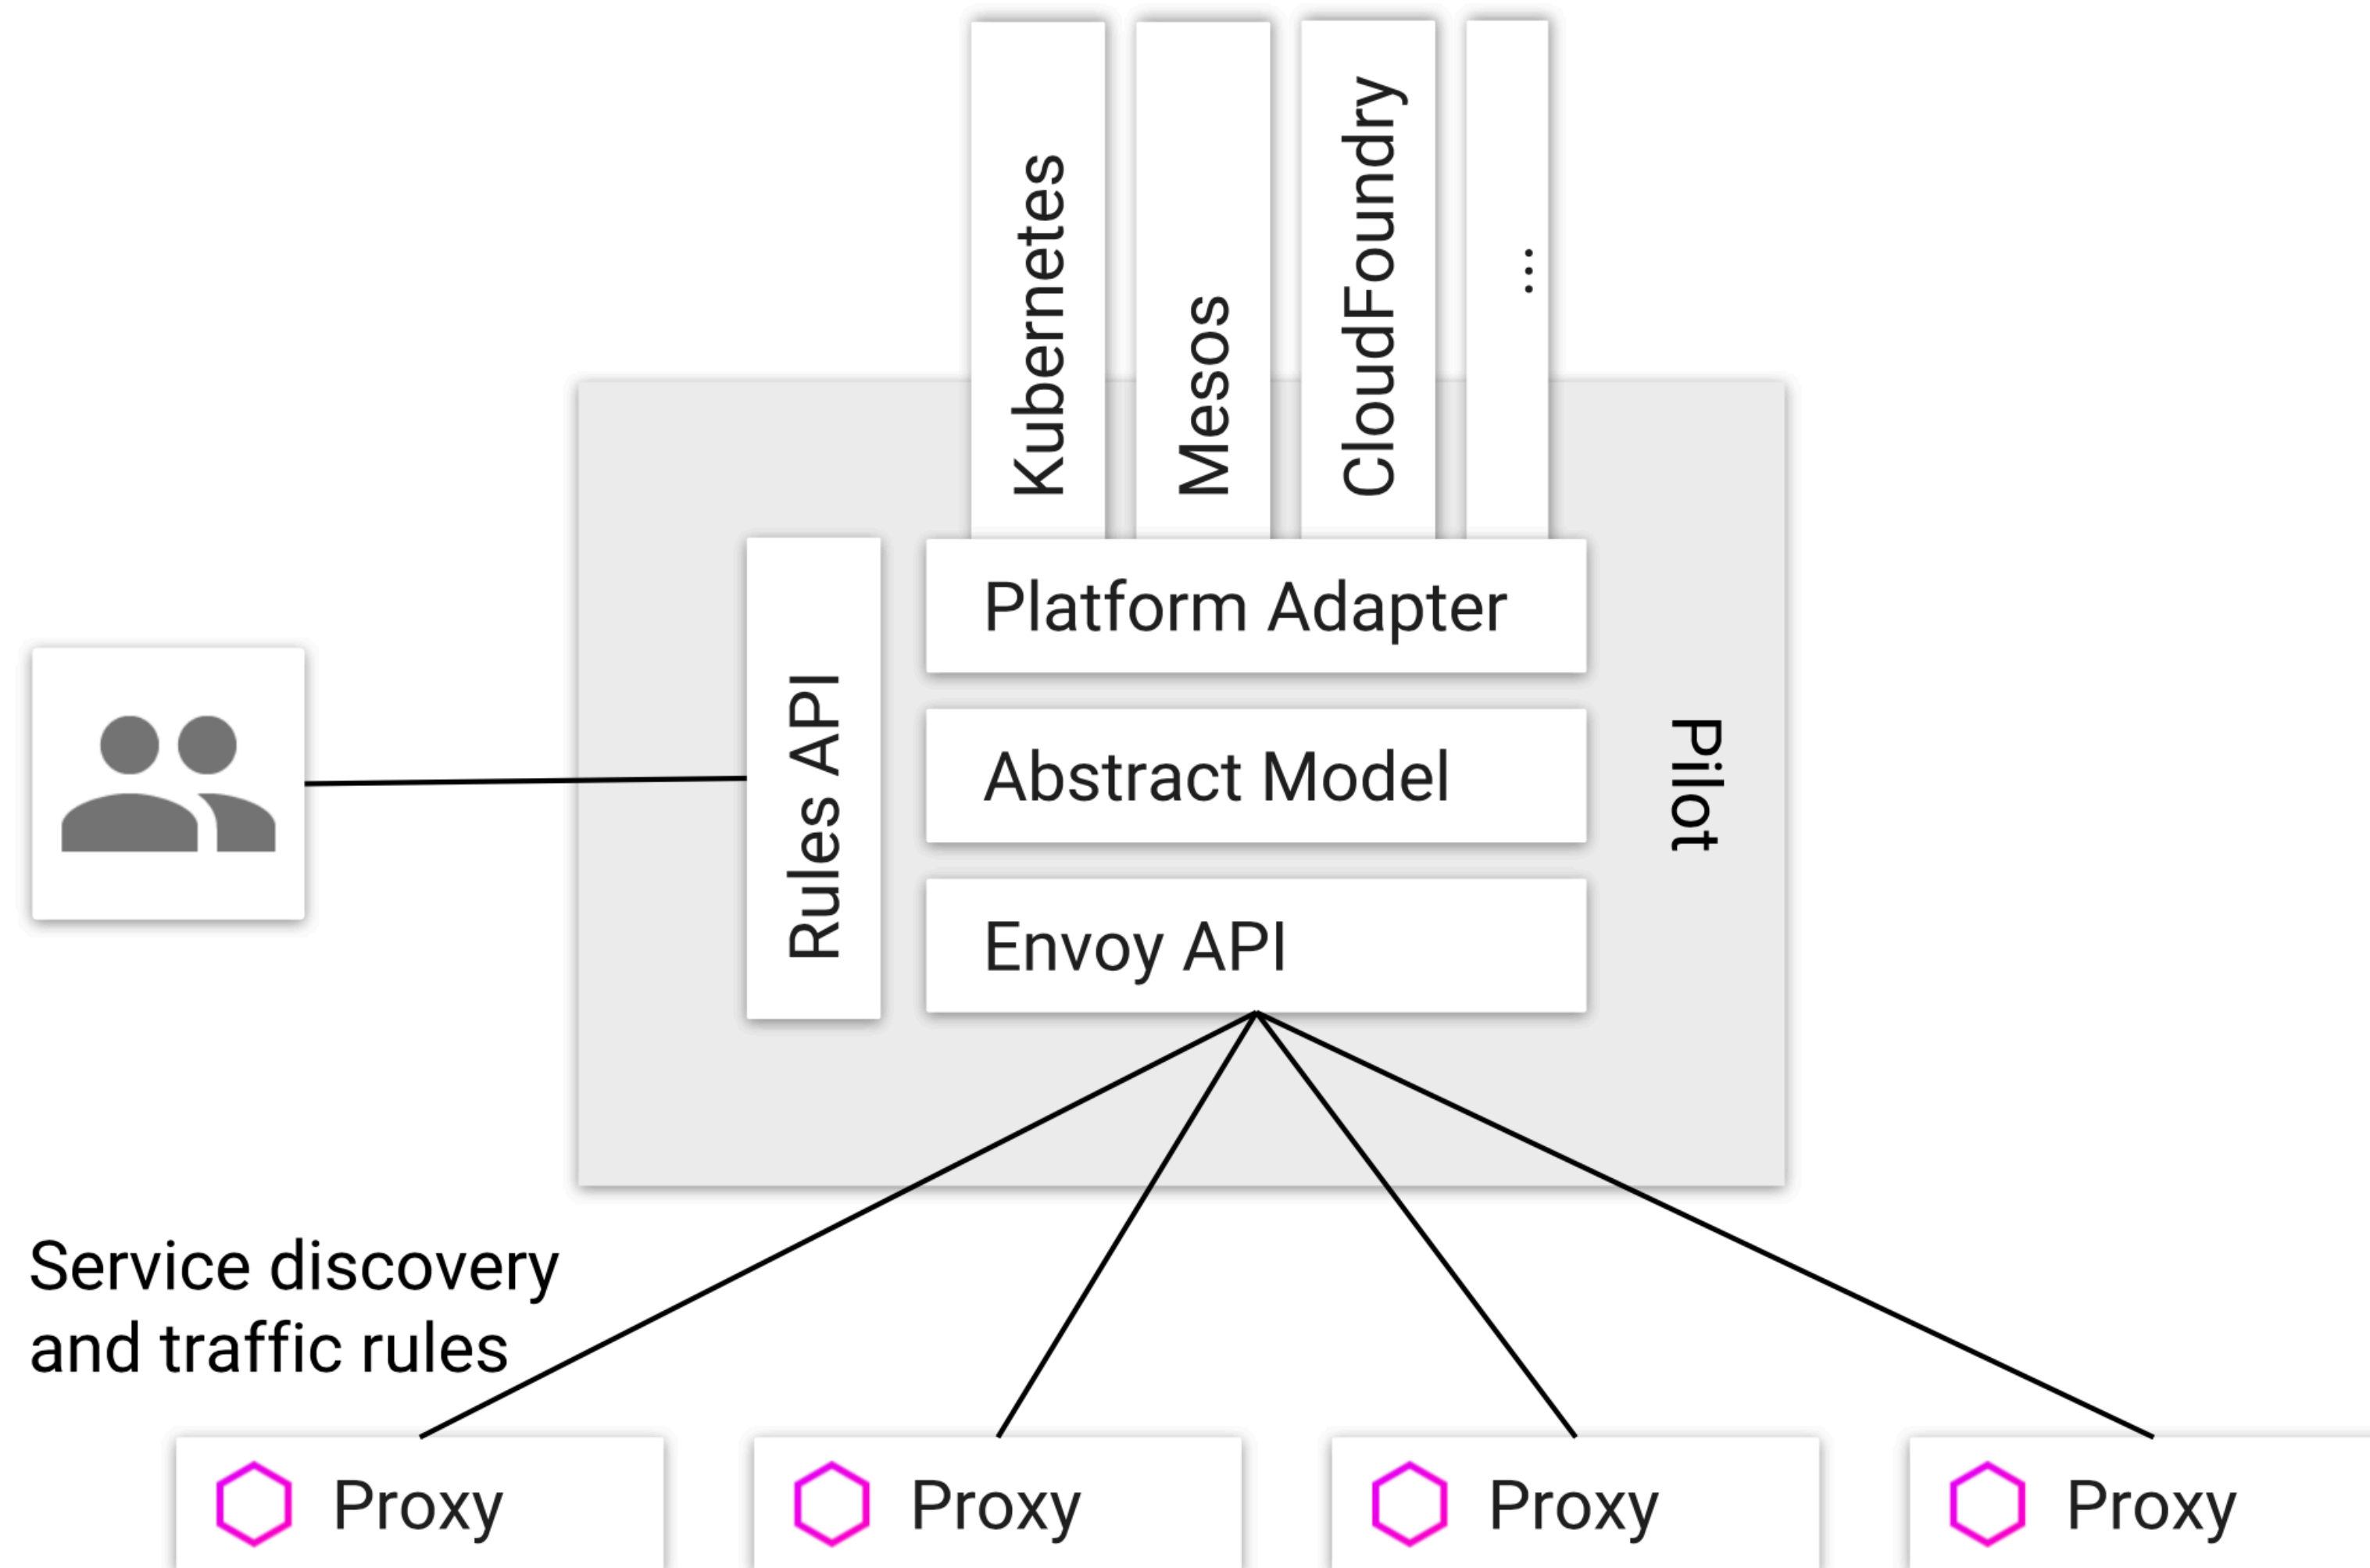 Kubernetes
Mesos
CloudFoundry
...
Rules API
Platform Adapter
Abstract Model
Envoy API
Pilot
Service discovery
and traffic rules
Proxy
Proxy
Proxy
Proxy